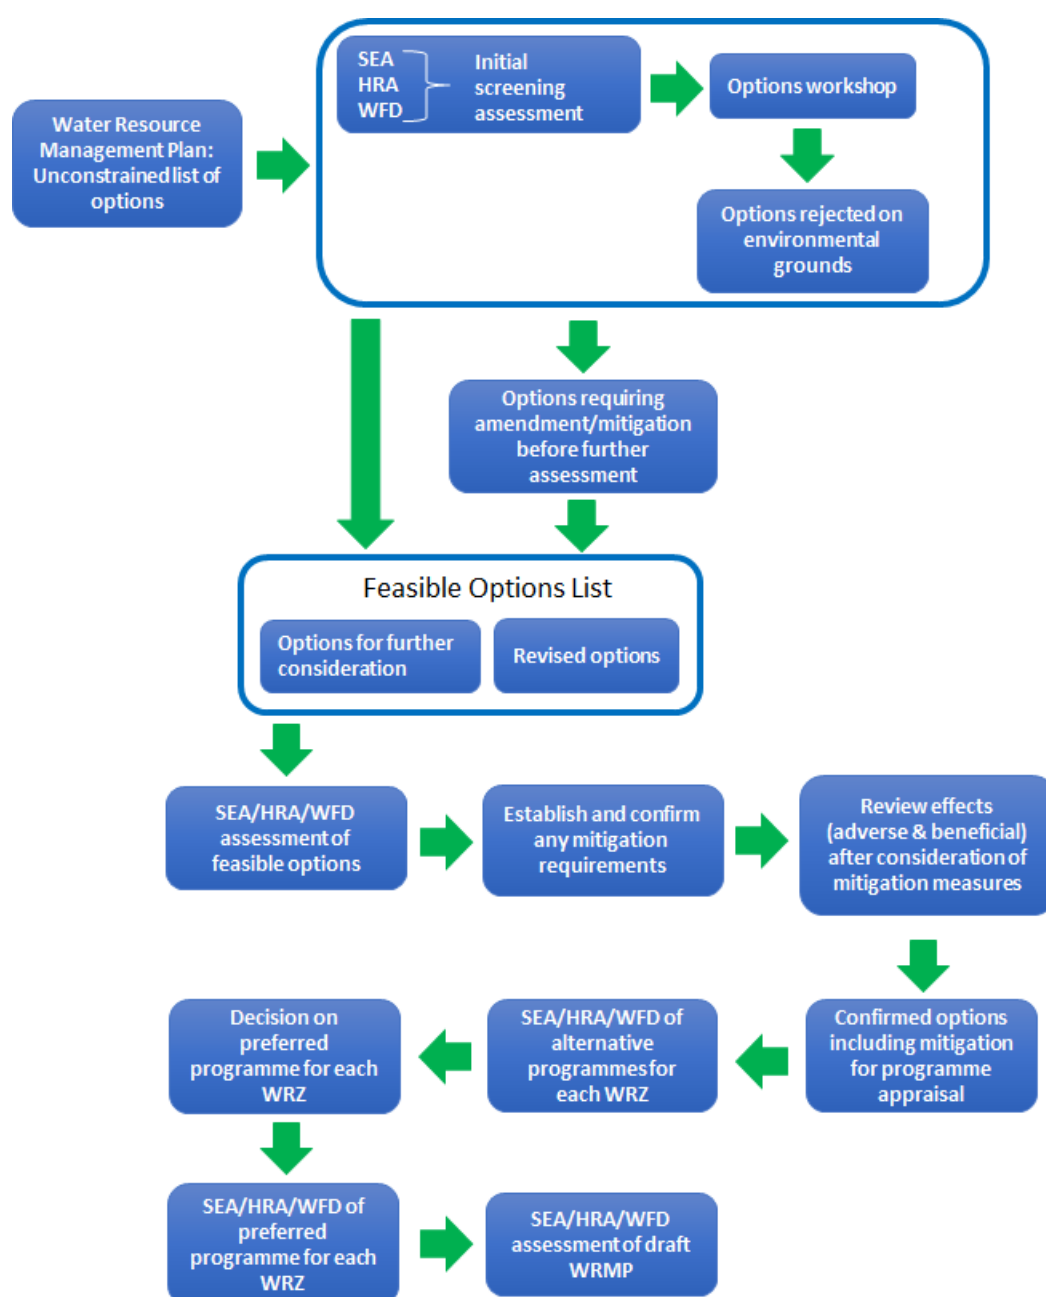 SEA
HRA
WFD
Initial
screening
assessment
Options workshop
Water Resource
Management Plan:
Unconstrained list of
options
Options rejected on
environmental
grounds
Options requiring
amendment/mitigation
before further
assessment
Feasible Options List
Options for further
consideration
Revised options
SEA/HRA/WFD
assessment of
feasible options
Establish and confirm
any mitigation
requirements
Review effects
(adverse & beneficial)
after consideration of
mitigation measures
Confirmed options
including mitigation
for programme
appraisal
SEA/HRA/WFD of
alternative
programmes for
each WRZ
Decision on
preferred
programme for each
WRZ
SEA/HRA/WFD of
preferred
programme for each
WRZ
SEA/HRA/WFD
assessment of draft
WRMP